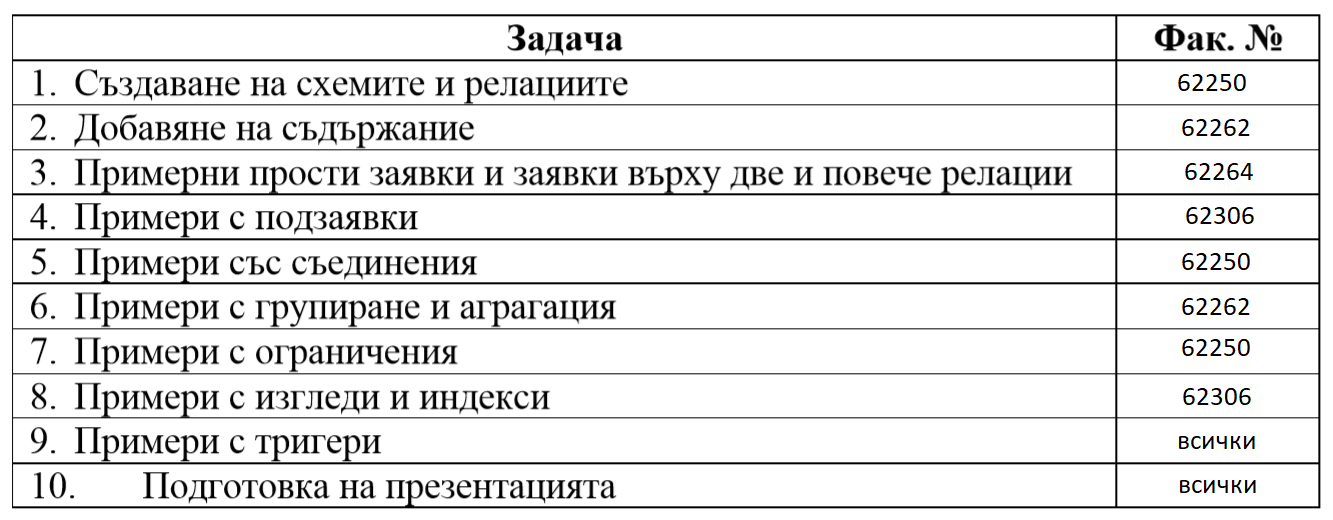 Задача Фак. №
1. Създаване на схемите и релациите 62250
2. Добавяне на съдържание 62262
3. Примерни прости заявки и заявки върху две и повече релации 62264
4. Примери с подзаявки 62306
5. Примери със съединения 62250
6. Примери с групиране и аграгация 62262
7. Примери с ограничения 62250
8. Примери с изгледи и индекси 62306
9. Примери с тригери всички
10. Подготовка на презентацията всички